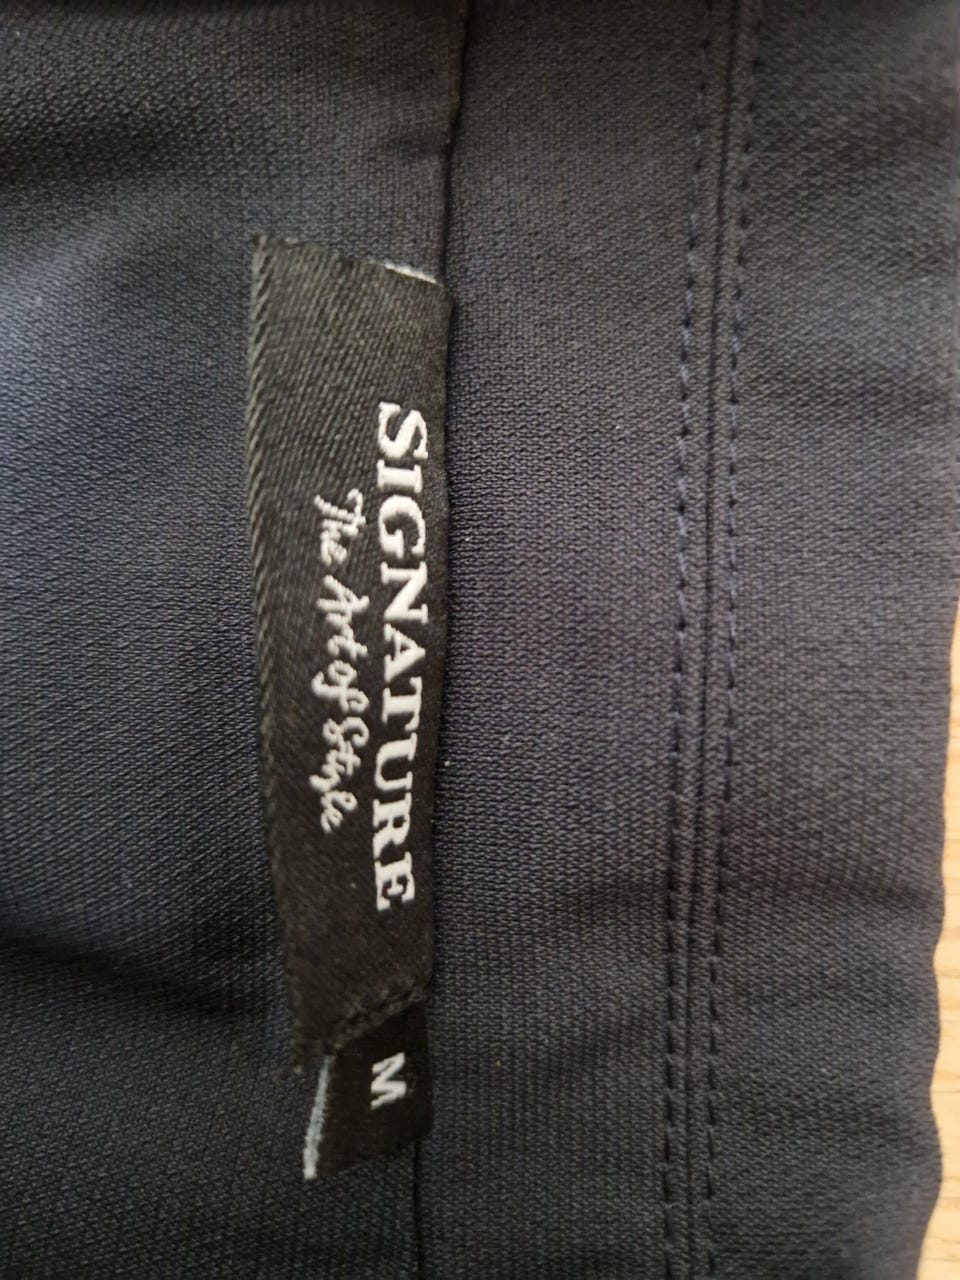 SIGNATURE
The Art of Style
M